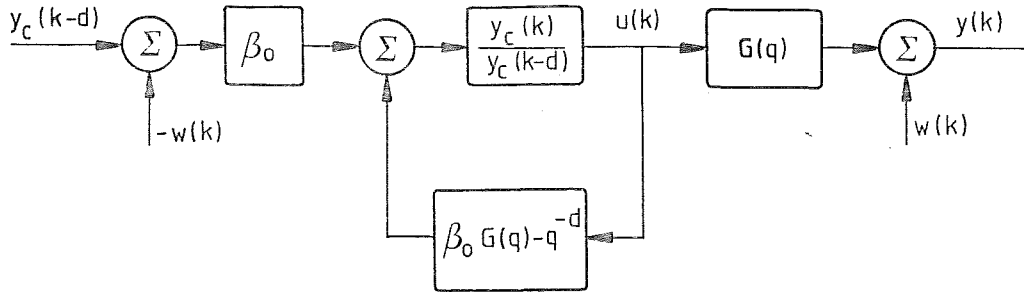 y_c(k-d)
Σ
β₀
Σ
y_c(k)
y_c(k-d)
u(k)
G(q)
Σ
y(k)
-w(k)
w(k)
β₀ G(q)-q^-d